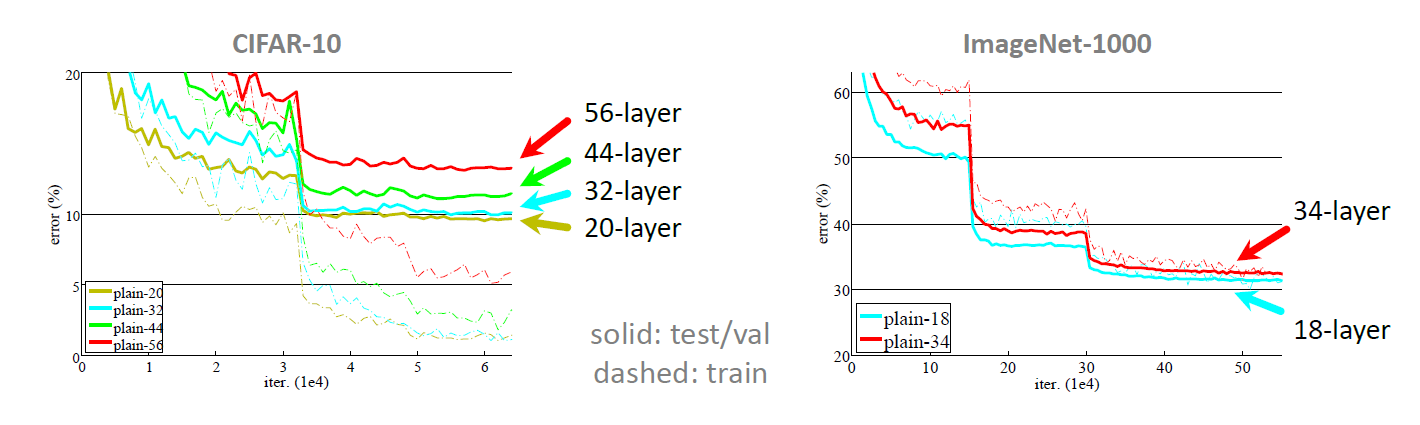 CIFAR-10
20
10
5
0
error (%)
plain-20
plain-32
plain-44
plain-56
0 1 2 3 4 5 6
iter. (1e4)
56-layer
44-layer
32-layer
20-layer
solid: test/val
dashed: train
ImageNet-1000
60
50
40
30
20
error (%)
plain-18
plain-34
0 10 20 30 40 50
iter. (1e4)
34-layer
18-layer